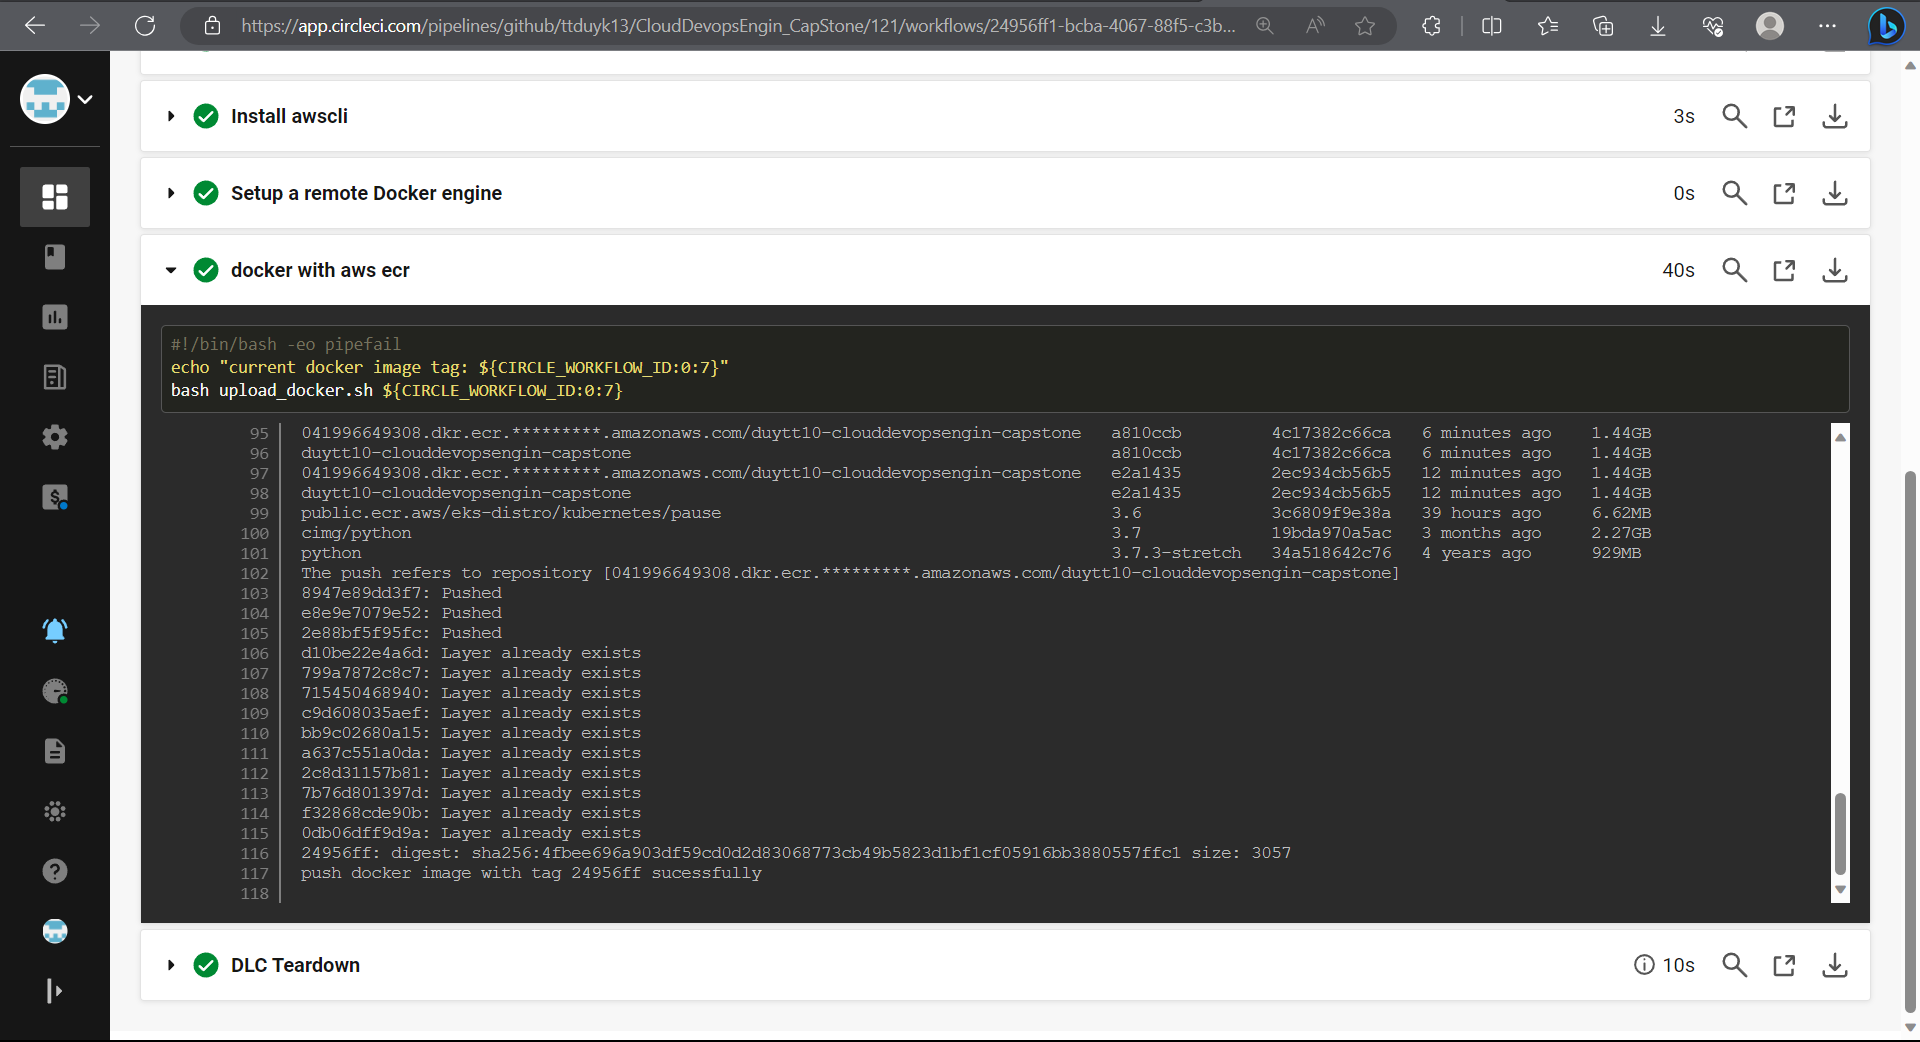 https://app.circleci.com/pipelines/github/ttduyk13/CloudDevopsEngin_CapStone/121/workflows/24956ff1-bcba-4067-88f5-c3b...
Install awscli 3s
Setup a remote Docker engine 0s
docker with aws ecr 40s
#!/bin/bash -eo pipefail
echo "current docker image tag: ${CIRCLE_WORKFLOW_ID:0:7}"
bash upload_docker.sh ${CIRCLE_WORKFLOW_ID:0:7}
95 041996649308.dkr.ecr.*********.amazonaws.com/duytt10-clouddevopsengin-capstone a810ccb 4c17382c66ca 6 minutes ago 1.44GB
96 duytt10-clouddevopsengin-capstone a810ccb 4c17382c66ca 6 minutes ago 1.44GB
97 041996649308.dkr.ecr.*********.amazonaws.com/duytt10-clouddevopsengin-capstone e2a1435 2ec934cb56b5 12 minutes ago 1.44GB
98 duytt10-clouddevopsengin-capstone e2a1435 2ec934cb56b5 12 minutes ago 1.44GB
99 public.ecr.aws/eks-distro/kubernetes/pause 3.6 3c6809f9e38a 39 hours ago 6.62MB
100 cimg/python 3.7 19bda970a5ac 3 months ago 2.27GB
101 python 3.7.3-stretch 34a518642c76 4 years ago 929MB
102 The push refers to repository [041996649308.dkr.ecr.*********.amazonaws.com/duytt10-clouddevopsengin-capstone]
103 8947e89dd3f7: Pushed
104 e8e9e7079e52: Pushed
105 2e88bf5f95fc: Pushed
106 d10be22e4a6d: Layer already exists
107 799a7872c8c7: Layer already exists
108 715450468940: Layer already exists
109 c9d608035aef: Layer already exists
110 bb9c02680a15: Layer already exists
111 a637c551a0da: Layer already exists
112 2c8d31157b81: Layer already exists
113 7b76d801397d: Layer already exists
114 f32868cde90b: Layer already exists
115 0db06dff9d9a: Layer already exists
116 24956ff: digest: sha256:4fbee696a903df59cd0d2d83068773cb49b5823d1bf1cf05916bb3880557ffc1 size: 3057
117 push docker image with tag 24956ff sucessfully
118
DLC Teardown 10s